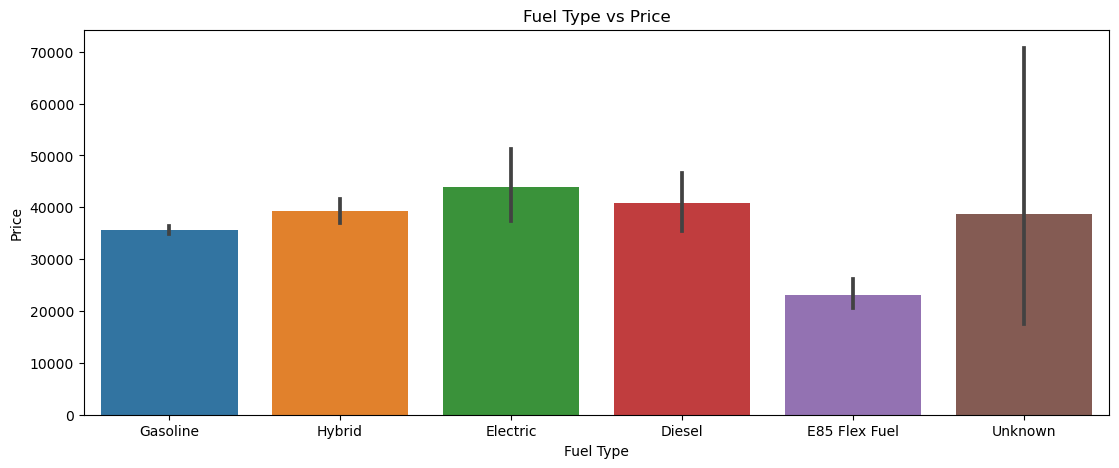 Fuel Type vs Price
Price
70000
60000
50000
40000
30000
20000
10000
0
Gasoline Hybrid Electric Diesel E85 Flex Fuel Unknown
Fuel Type